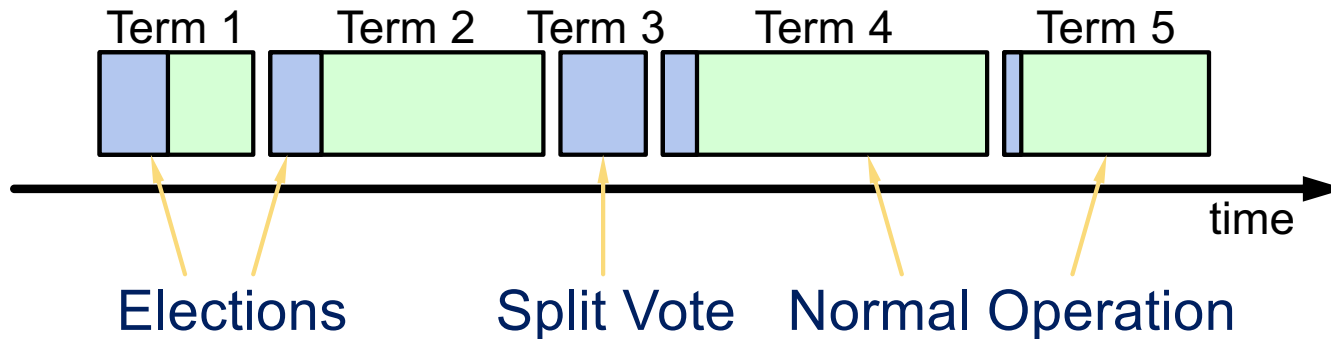 Term 1 Term 2 Term 3 Term 4 Term 5
time
Elections Split Vote Normal Operation